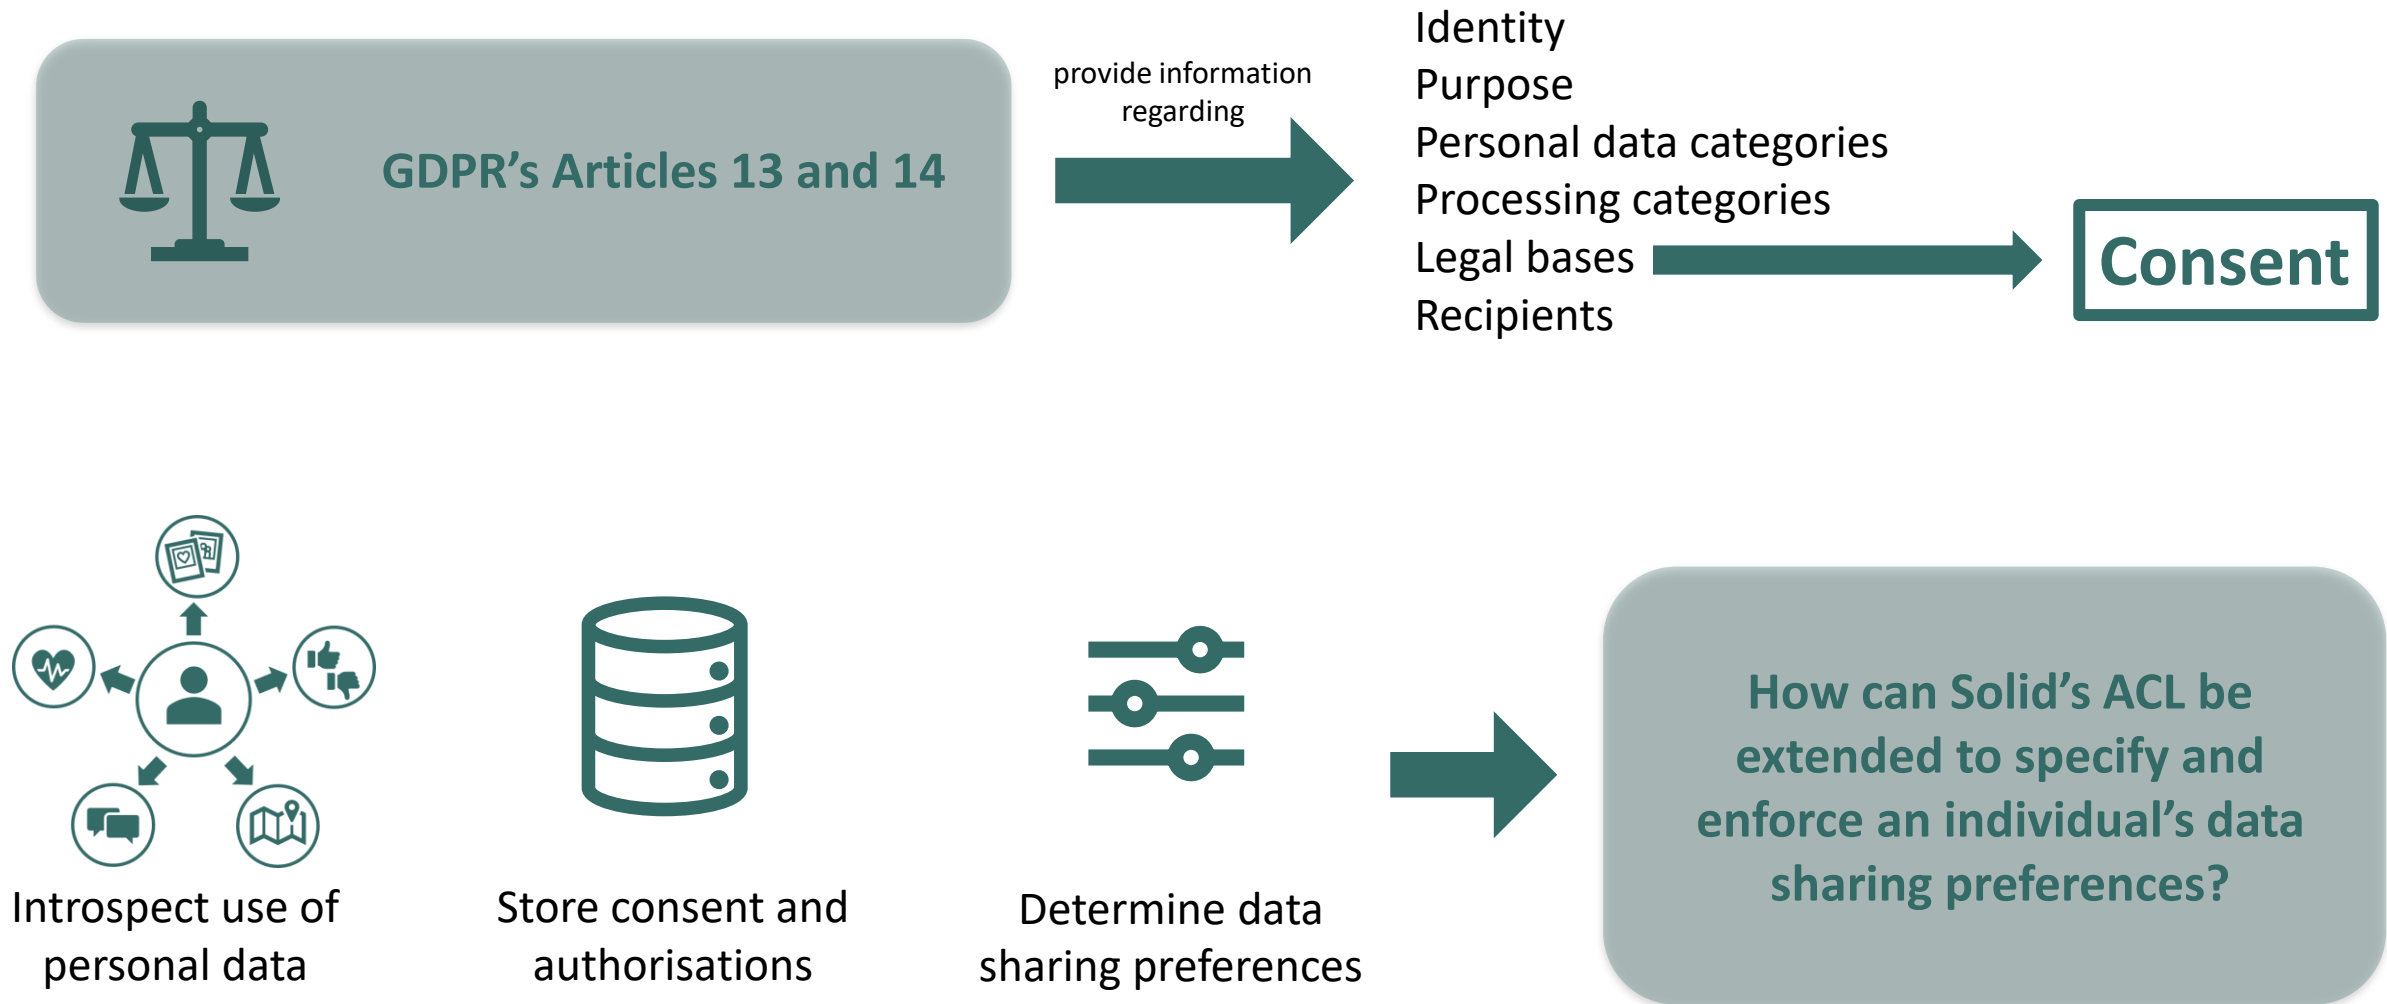 GDPR’s Articles 13 and 14
provide information
regarding
Identity
Purpose
Personal data categories
Processing categories
Legal bases
Recipients
Consent
Introspect use of
personal data
Store consent and
authorisations
Determine data
sharing preferences
How can Solid’s ACL be
extended to specify and
enforce an individual’s data
sharing preferences?